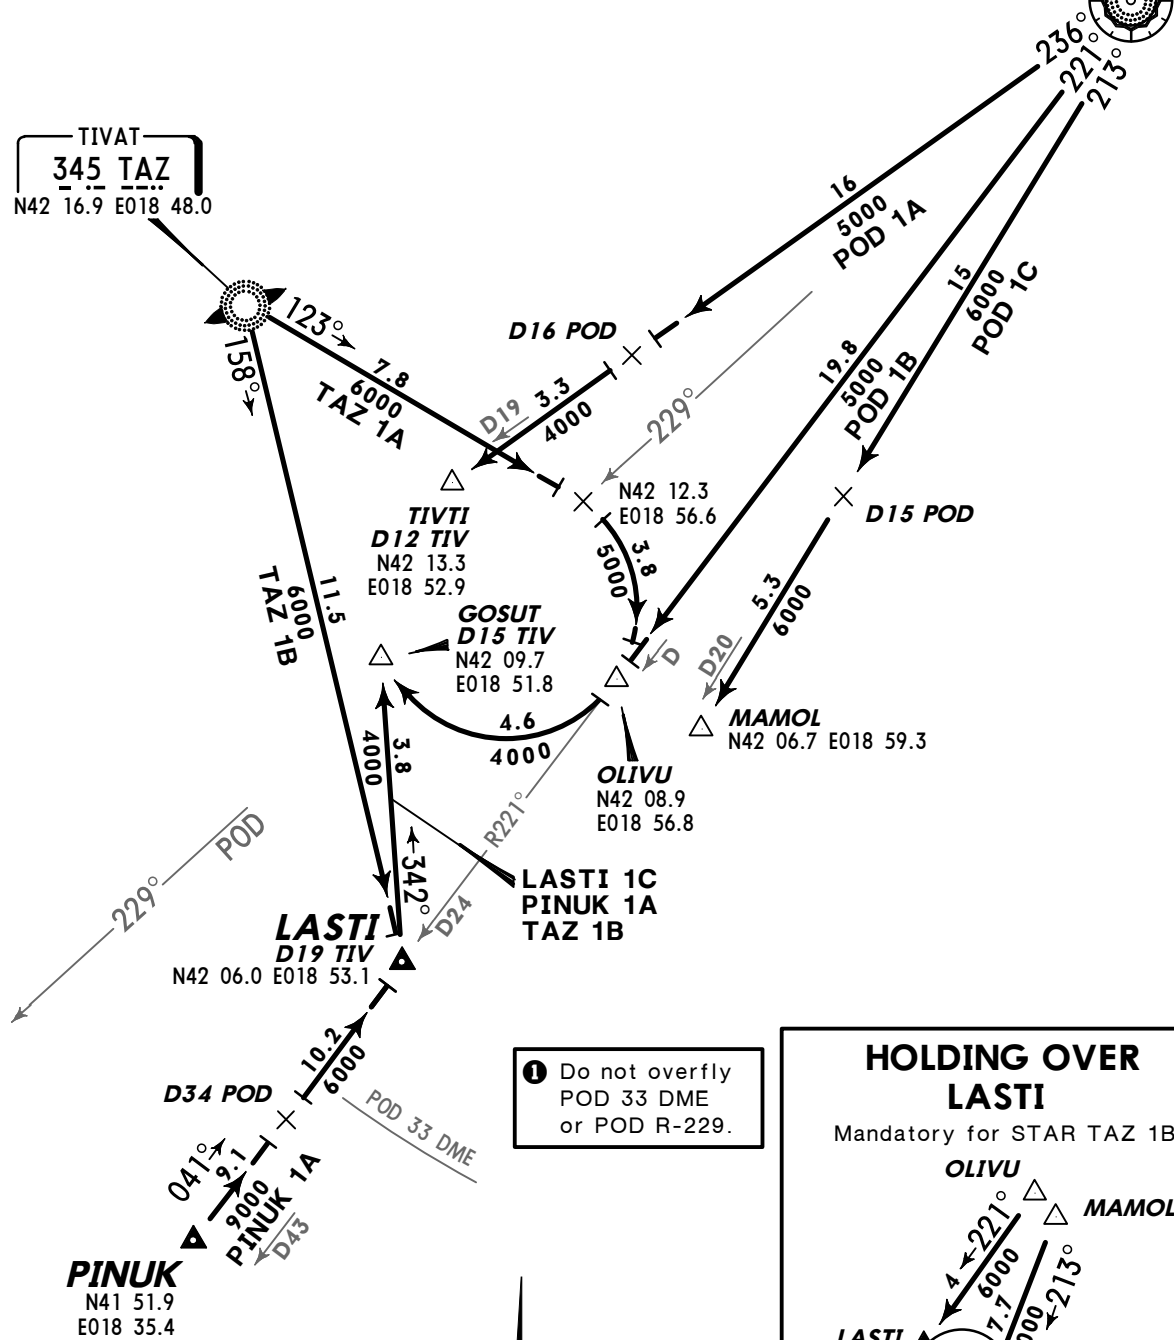 236°
221°
213°
TIVAT
345 TAZ
N42 16.9 E018 48.0
16
5000
POD 1A
123°
7.8
6000
TAZ 1A
158°
D16 POD
D19
3.3
4000
229°
19.8
5000
POD 1B
15
6000
POD 1C
TIVTI
D12 TIV
N42 13.3
E018 52.9
N42 12.3
E018 56.6
D15 POD
3.8
5000
11.5
6000
TAZ 1B
GOSUT
D15 TIV
N42 09.7
E018 51.8
D
D20
5.3
6000
4.6
4000
MAMOL
N42 06.7 E018 59.3
OLIVU
N42 08.9
E018 56.8
3.8
4000
342°
R221°
D24
229°
POD
LASTI 1C
PINUK 1A
TAZ 1B
LASTI
D19 TIV
N42 06.0 E018 53.1
10.2
6000
D34 POD
POD 33 DME
041°
9.1
9000
PINUK 1A
D43
PINUK
N41 51.9
E018 35.4
1 Do not overfly
POD 33 DME
or POD R-229.
HOLDING OVER
LASTI
Mandatory for STAR TAZ 1B
OLIVU
MAMOL
221°
4
6000
213°
7.7
LASTI